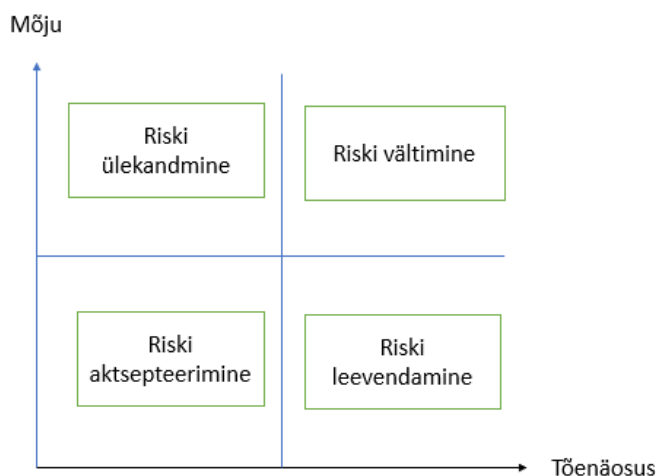 Mõju
Riski
ülekandmine
Riski vältimine
Riski
aktsepteerimine
Riski
leevendamine
Tõenäosus